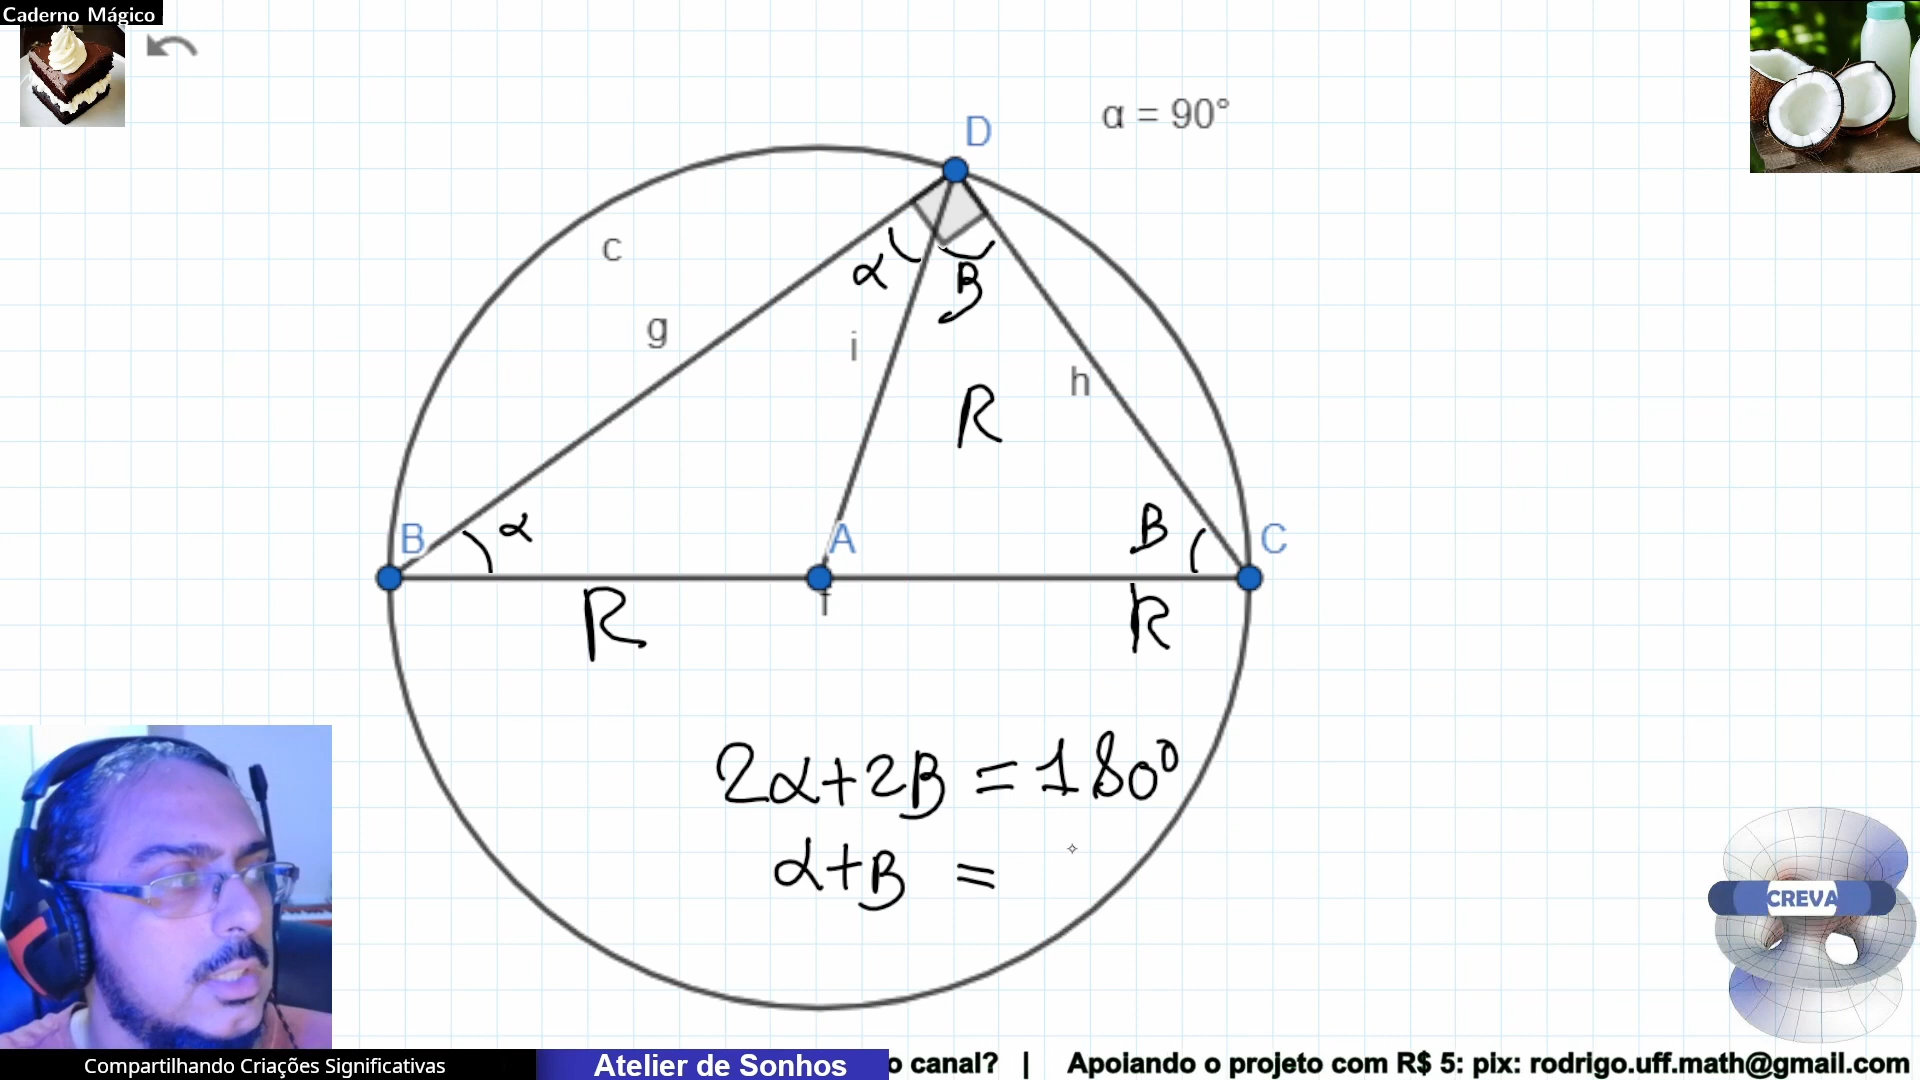 Caderno Mágico
α = 90°
D
c
α
B
g
i
h
R
B
α
A
B
C
f
R
R
2α+2B = 180°
α+B =
CREVA
Compartilhando Criações Significativas
Atelier de Sonhos
o canal? | Apoiando o projeto com R$ 5: pix: rodrigo.uff.math@gmail.com